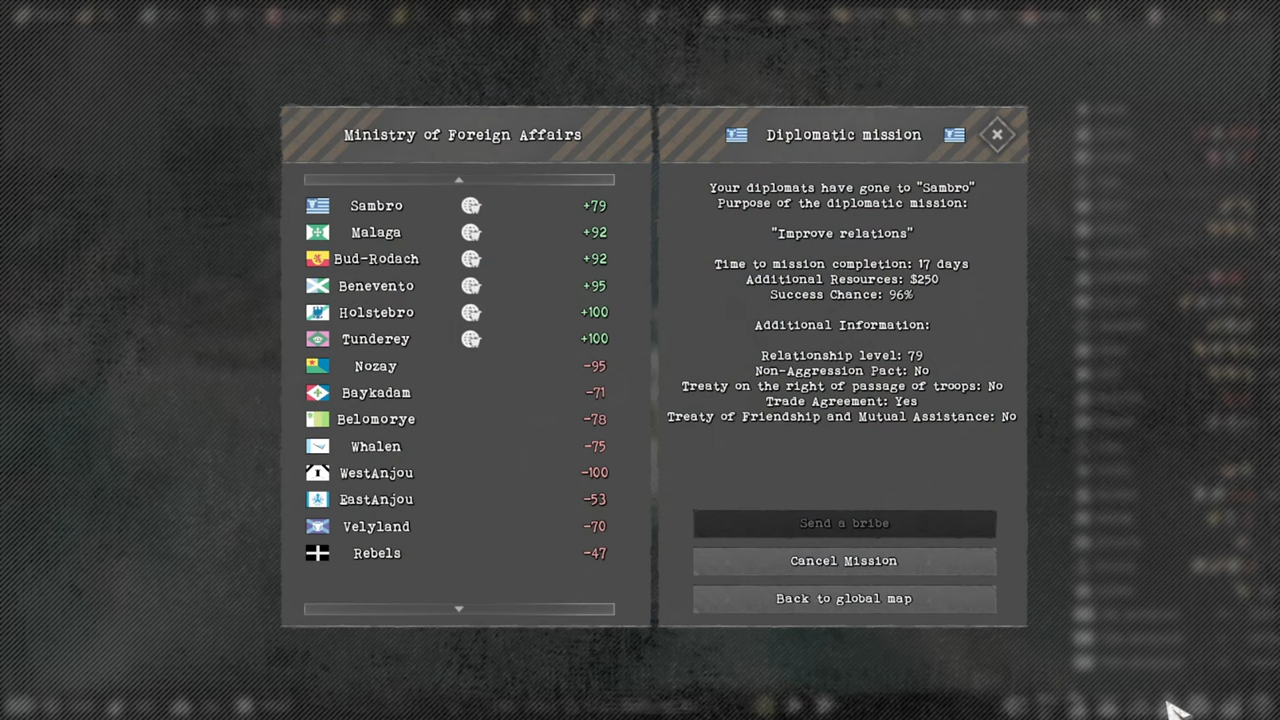 Ministry of Foreign Affairs
Sambro +79
Malaga +92
Bud-Rodach +92
Benevento +95
Holstebro +100
Tunderey +100
Nozay -95
Baykadam -71
Belomorye -78
Whalen -75
WestAnjou -100
EastAnjou -53
Velyland -70
Rebels -47
Diplomatic mission
Your diplomats have gone to "Sambro"
Purpose of the diplomatic mission:
"Improve relations"
Time to mission completion: 17 days
Additional Resources: $250
Success Chance: 96%
Additional Information:
Relationship level: 79
Non-Aggression Pact: No
Treaty on the right of passage of troops: No
Trade Agreement: Yes
Treaty of Friendship and Mutual Assistance: No
Send a bribe
Cancel Mission
Back to global map